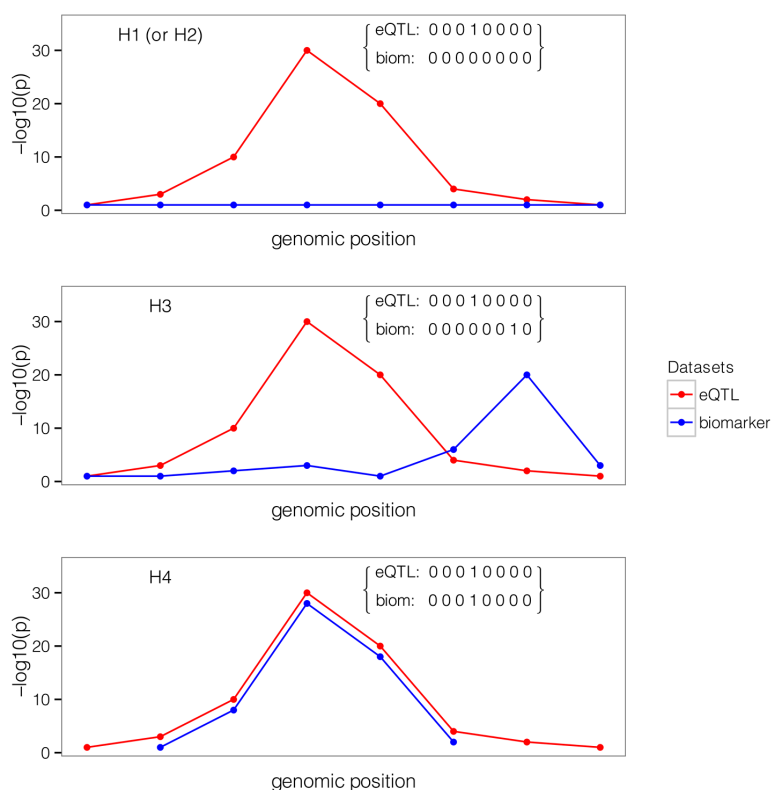 H1 (or H2)
eQTL: 0 0 0 1 0 0 0 0
biom: 0 0 0 0 0 0 0 0
−log10(p)
30
20
10
0
genomic position
H3
eQTL: 0 0 0 1 0 0 0 0
biom: 0 0 0 0 0 0 1 0
−log10(p)
30
20
10
0
genomic position
Datasets
eQTL
biomarker
H4
eQTL: 0 0 0 1 0 0 0 0
biom: 0 0 0 1 0 0 0 0
−log10(p)
30
20
10
0
genomic position